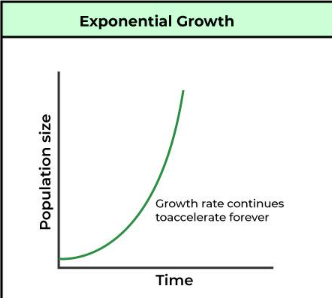 Exponential Growth
Population size
Growth rate continues
toaccelerate forever
Time